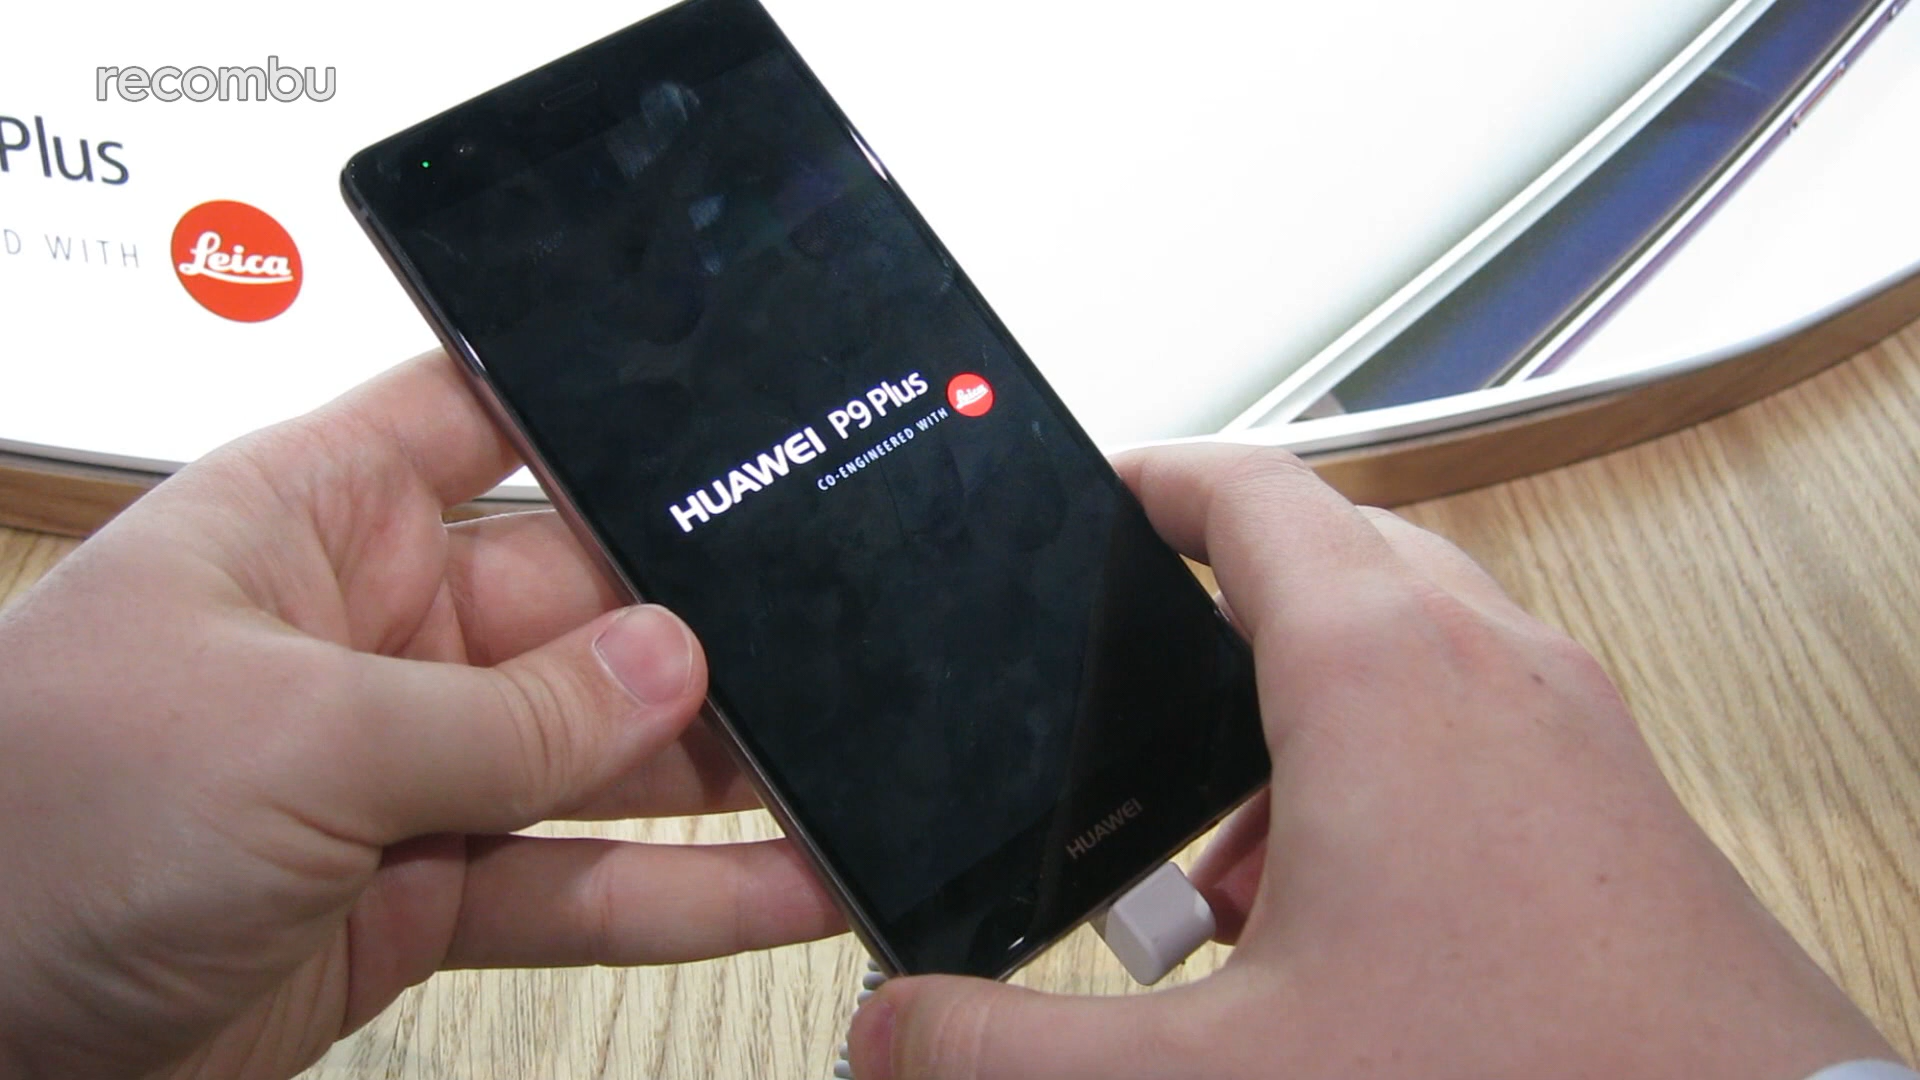 recombu
Plus
D WITH
Leica
HUAWEI P9 Plus
CO-ENGINEERED WITH Leica
HUAWEI